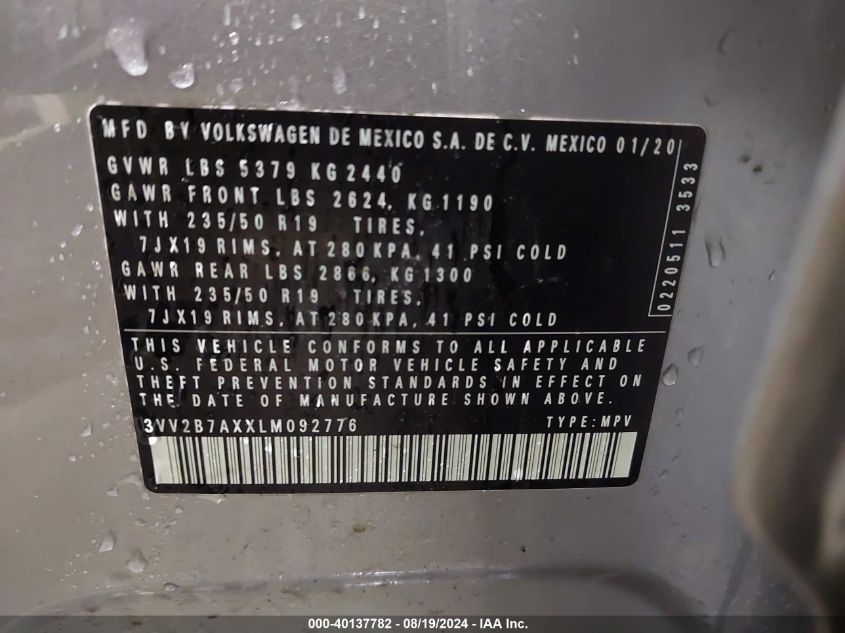 MFD BY VOLKSWAGEN DE MEXICO S.A. DE C.V. MEXICO 01/20
GVWR LBS 5379 KG 2440
GAWR FRONT LBS 2624, KG 1190
WITH 235/50 R19 TIRES,
7JX19 RIMS, AT 280 KPA, 41 PSI COLD
GAWR REAR LBS 2866, KG 1300
WITH 235/50 R19 TIRES,
7JX19 RIMS, AT 280 KPA, 41 PSI COLD
0220511 3533
THIS VEHICLE CONFORMS TO ALL APPLICABLE
U.S. FEDERAL MOTOR VEHICLE SAFETY AND
THEFT PREVENTION STANDARDS IN EFFECT ON
THE DATE OF MANUFACTURE SHOWN ABOVE.
3VV2B7AXXLM092776 TYPE: MPV
000-40137782 - 08/19/2024 - IAA Inc.